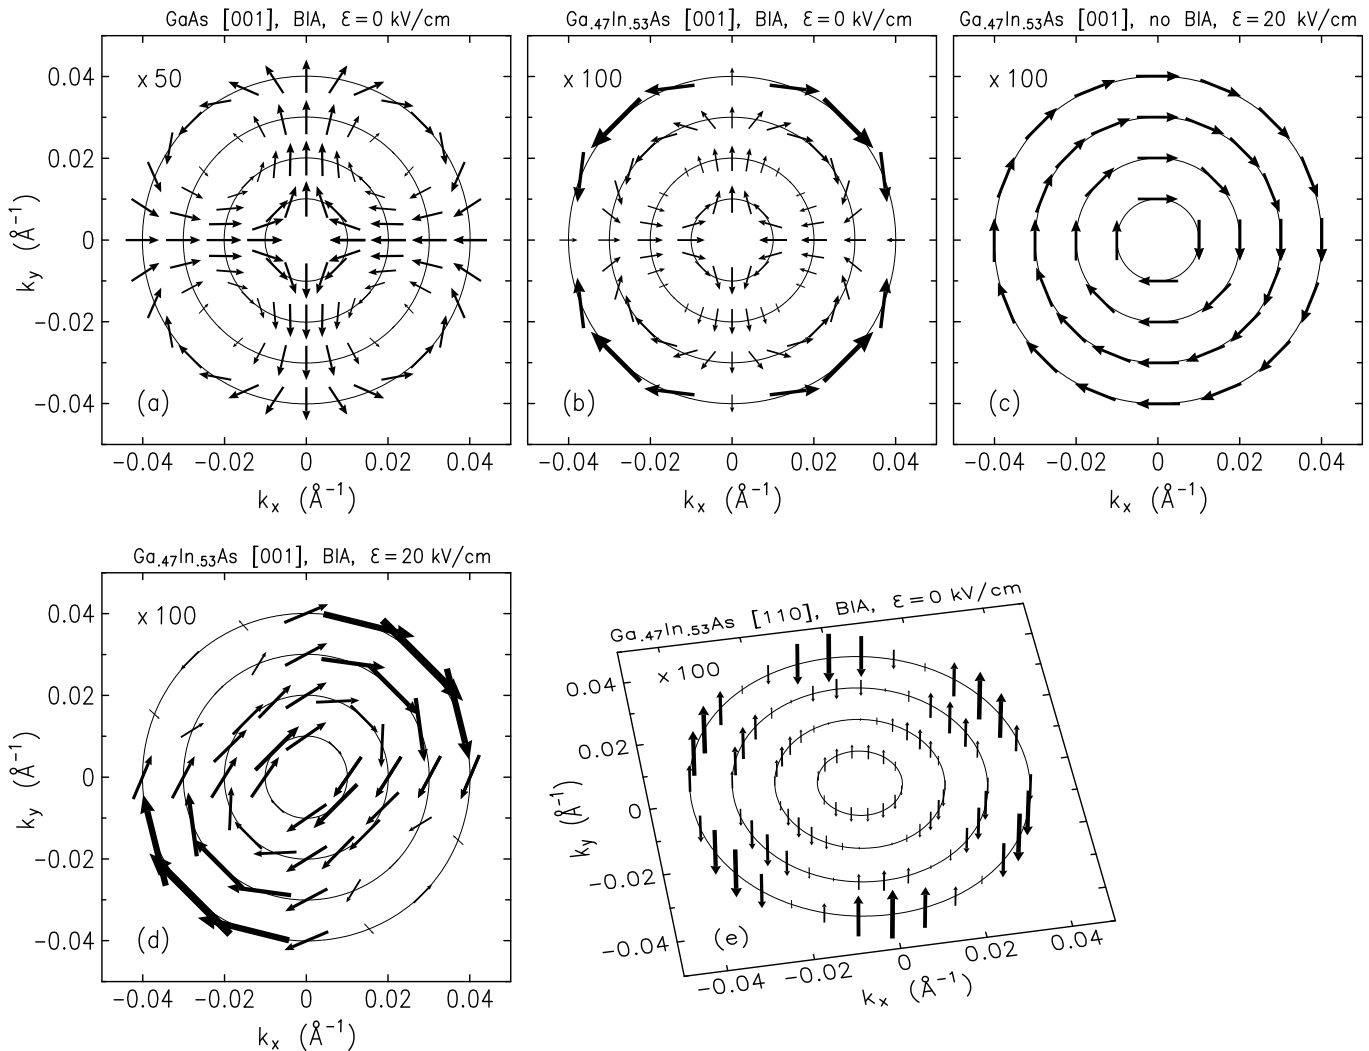 GaAs [001], BIA, Ɛ=0 kV/cm
Ga.47In.53As [001], BIA, Ɛ=0 kV/cm
Ga.47In.53As [001], no BIA, Ɛ=20 kV/cm
0.04
0.02
0
−0.02
−0.04
ky (Å⁻¹)
x 50
x 100
x 100
(a)
(b)
(c)
−0.04 −0.02 0 0.02 0.04
−0.04 −0.02 0 0.02 0.04
−0.04 −0.02 0 0.02 0.04
kx (Å⁻¹)
kx (Å⁻¹)
kx (Å⁻¹)
Ga.47In.53As [001], BIA, Ɛ=20 kV/cm
0.04
0.02
0
−0.02
−0.04
ky (Å⁻¹)
x 100
(d)
−0.04 −0.02 0 0.02 0.04
kx (Å⁻¹)
Ga.47In.53As [110], BIA, Ɛ=0 kV/cm
0.04
0.02
0
−0.02
−0.04
ky (Å⁻¹)
x 100
(e)
−0.04 −0.02 0 0.02 0.04
kx (Å⁻¹)